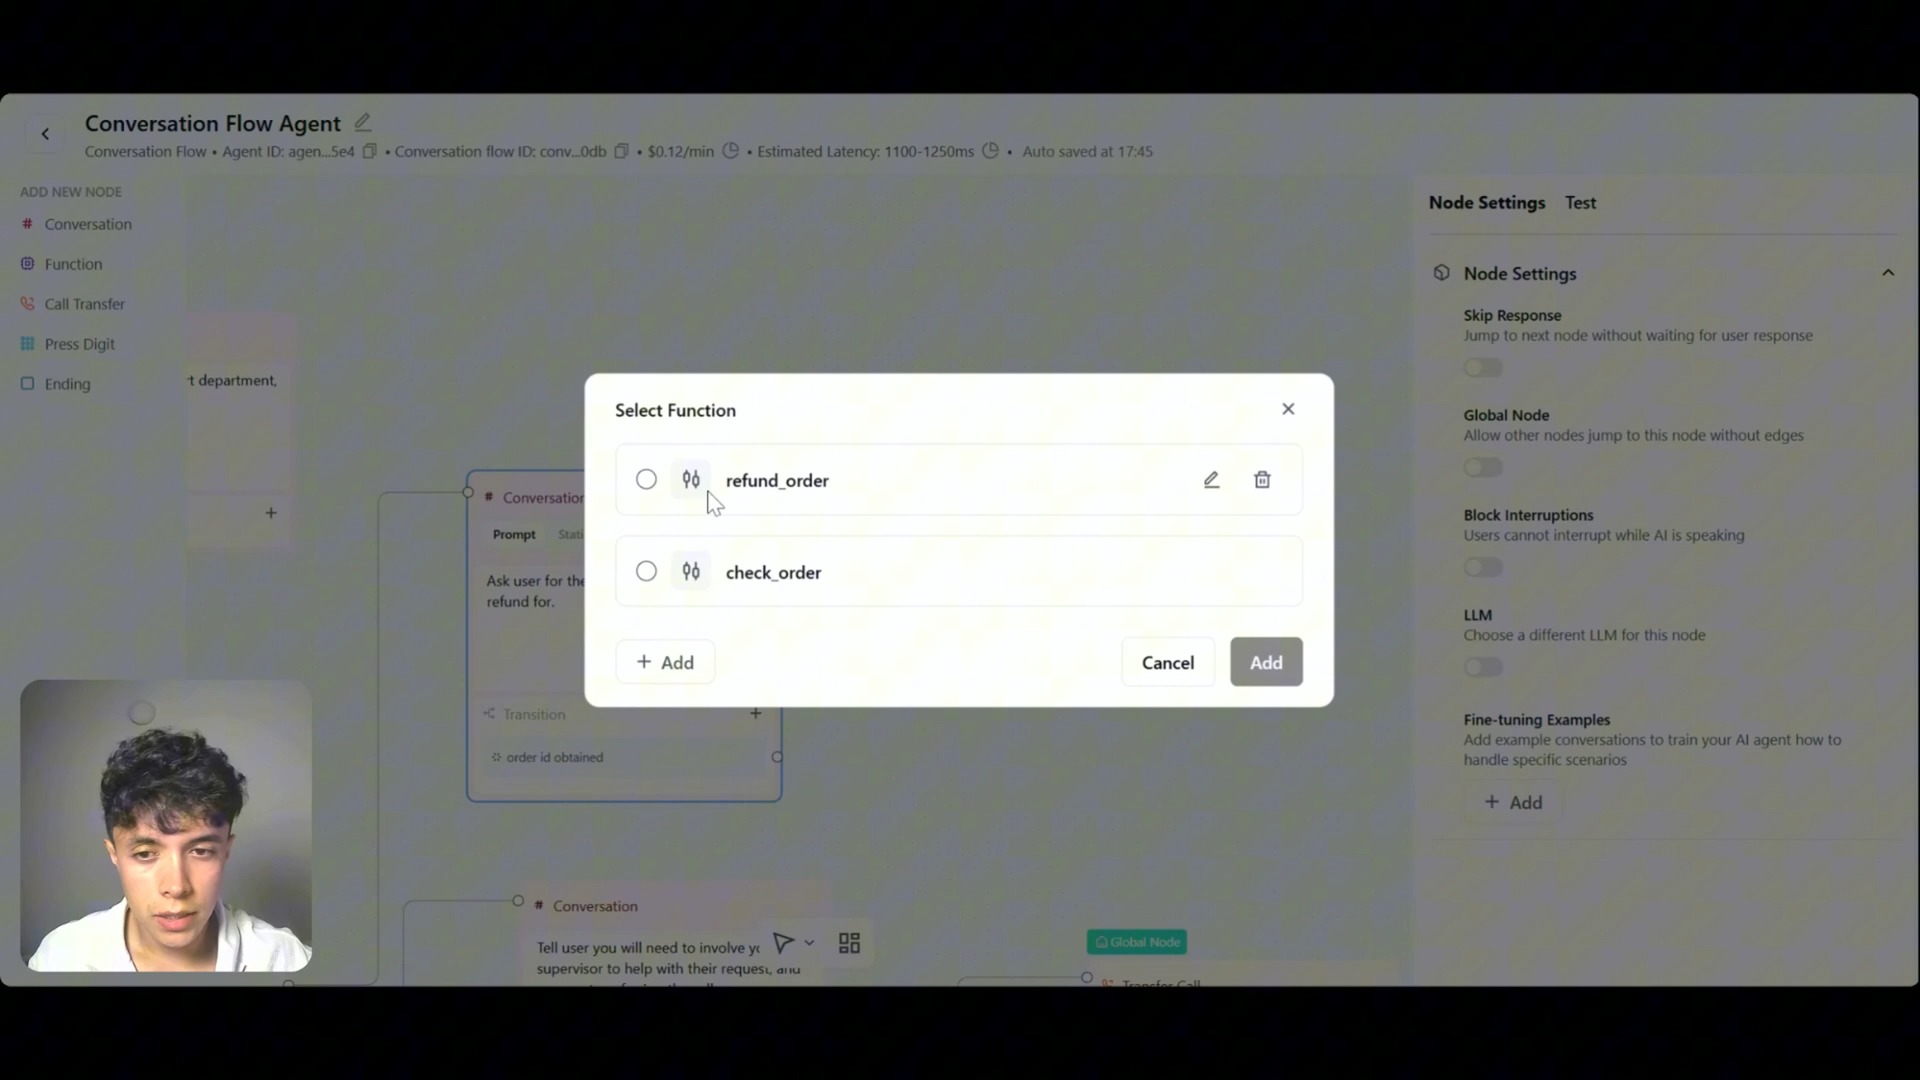 Conversation Flow Agent
Conversation Flow • Agent ID: agen...5e4 • Conversation flow ID: conv...0db • $0.12/min • Estimated Latency: 1100-1250ms • Auto saved at 17:45
ADD NEW NODE
# Conversation
Function
Call Transfer
Press Digit
Ending
t department,
+
# Conversation
Prompt
Ask user for the
refund for.
Transition +
order id obtained
Select Function
refund_order
check_order
+ Add
Cancel
Add
# Conversation
Tell user you will need to involve
supervisor to help with their request, and
Global Node
Transfer Call
Node Settings Test
Node Settings
Skip Response
Jump to next node without waiting for user response
Global Node
Allow other nodes jump to this node without edges
Block Interruptions
Users cannot interrupt while AI is speaking
LLM
Choose a different LLM for this node
Fine-tuning Examples
Add example conversations to train your AI agent how to
handle specific scenarios
+ Add